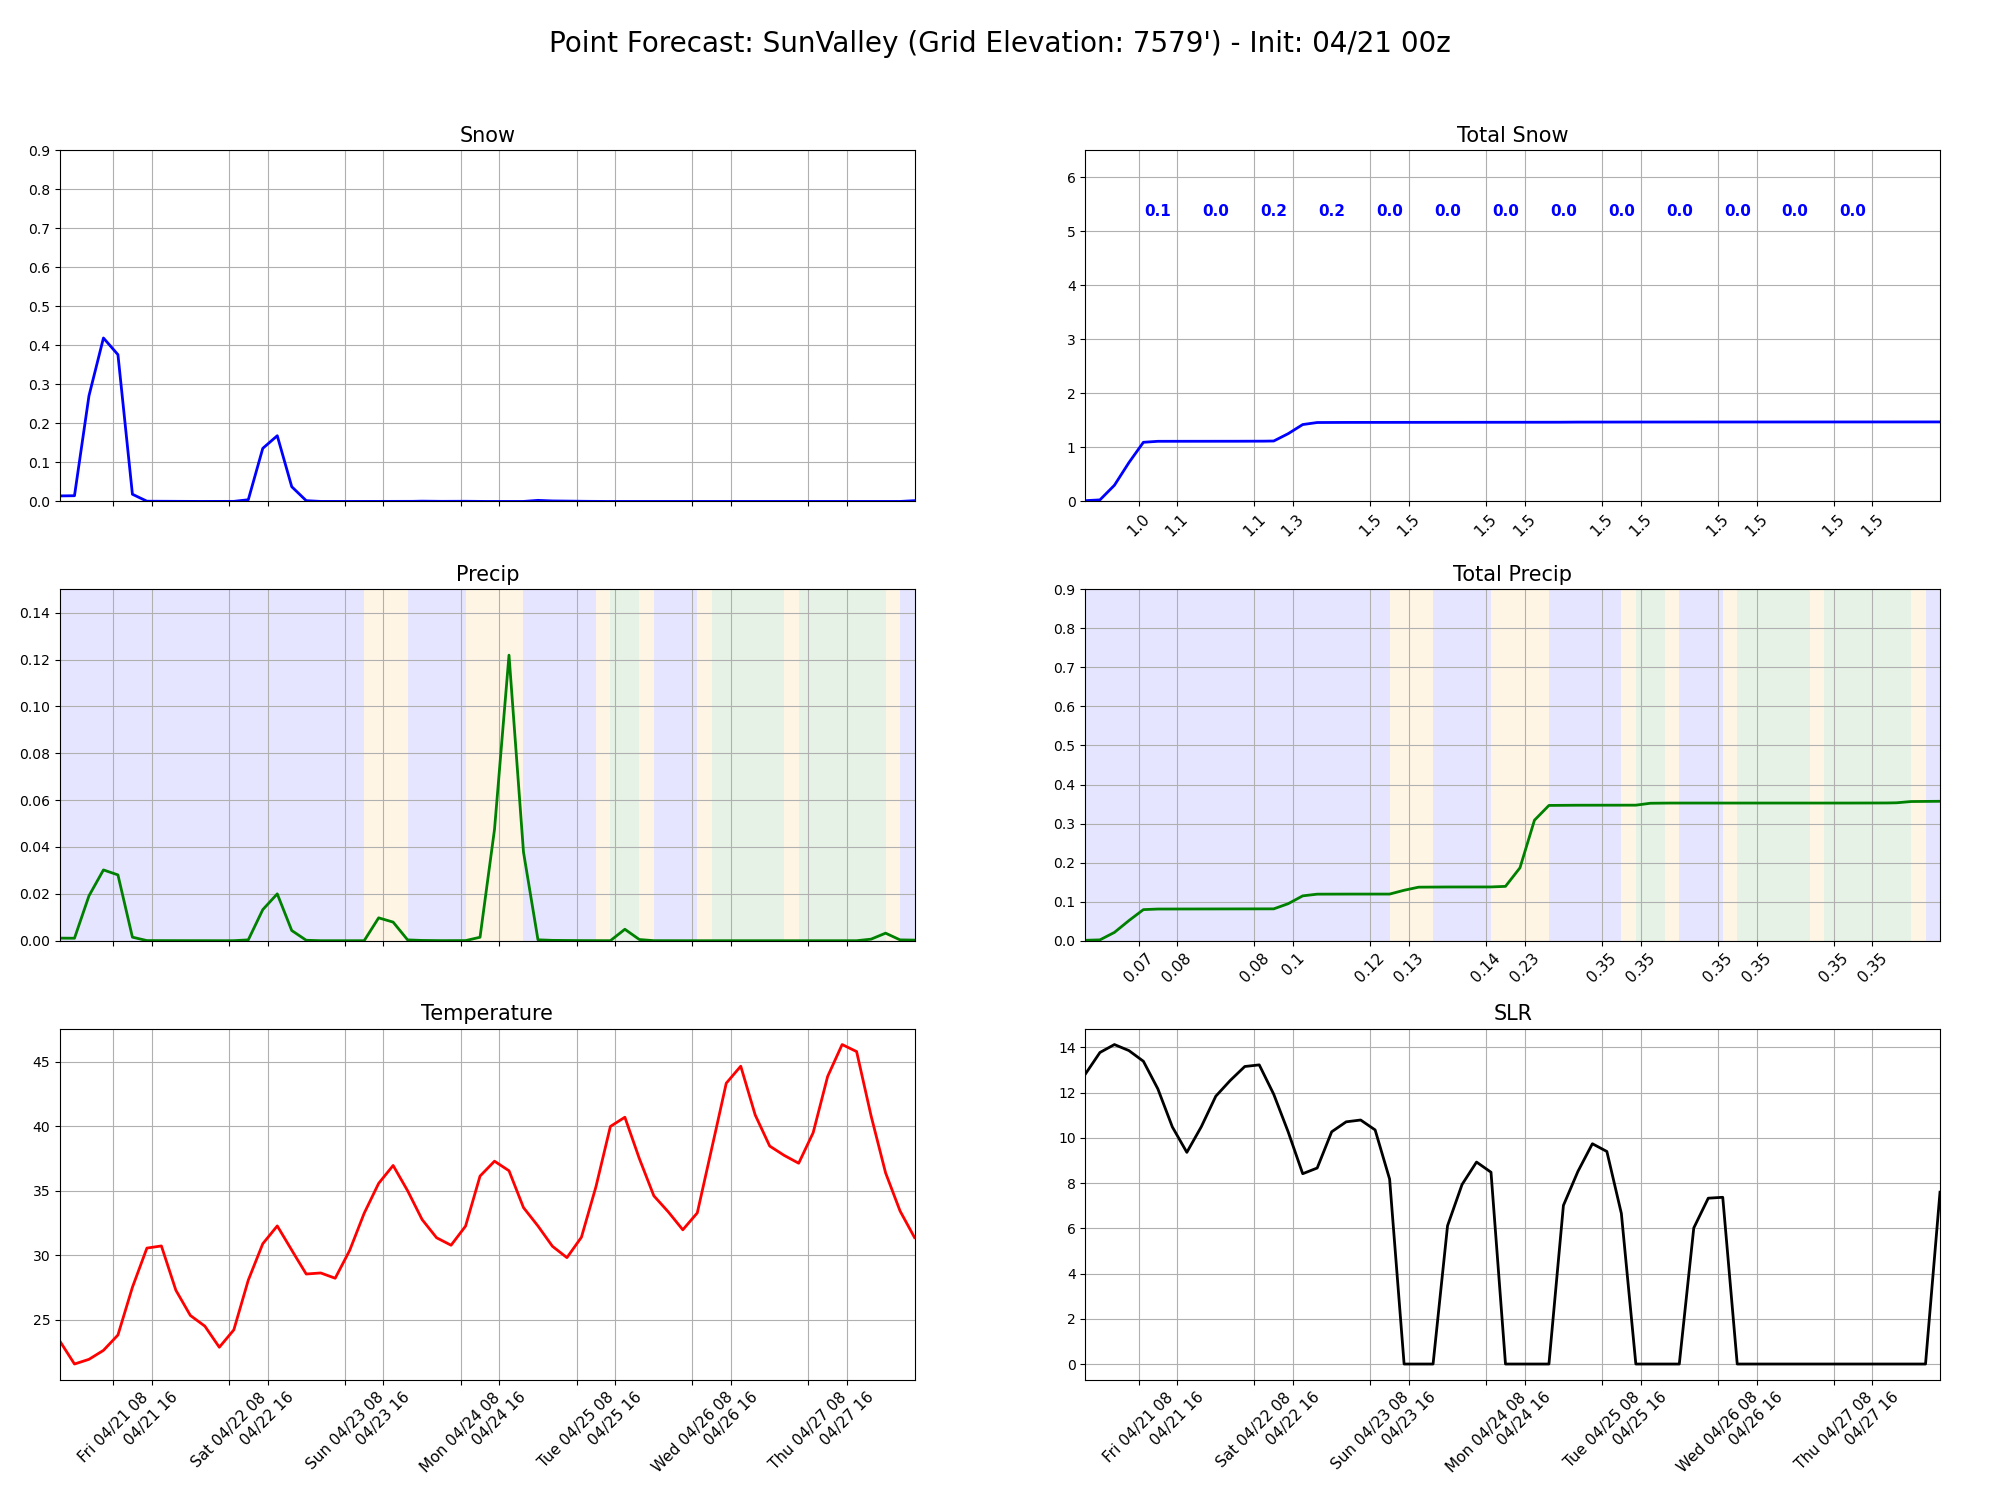 Point Forecast: SunValley (Grid Elevation: 7579') - Init: 04/21 00z
Snow
0.9
0.8
0.7
0.6
0.5
0.4
0.3
0.2
0.1
0.0
Total Snow
6
5
4
3
2
1
0
0.1 0.0 0.2 0.2 0.0 0.0 0.0 0.0 0.0 0.0 0.0 0.0 0.0
1.0 1.1 1.1 1.3 1.5 1.5 1.5 1.5 1.5 1.5 1.5 1.5 1.5 1.5
Precip
0.14
0.12
0.10
0.08
0.06
0.04
0.02
0.00
Total Precip
0.9
0.8
0.7
0.6
0.5
0.4
0.3
0.2
0.1
0.0
0.07 0.08 0.08 0.1 0.12 0.13 0.14 0.23 0.35 0.35 0.35 0.35 0.35 0.35
Temperature
45
40
35
30
25
Fri 04/21 08
04/21 16
Sat 04/22 08
04/22 16
Sun 04/23 08
04/23 16
Mon 04/24 08
04/24 16
Tue 04/25 08
04/25 16
Wed 04/26 08
04/26 16
Thu 04/27 08
04/27 16
SLR
14
12
10
8
6
4
2
0
Fri 04/21 08
04/21 16
Sat 04/22 08
04/22 16
Sun 04/23 08
04/23 16
Mon 04/24 08
04/24 16
Tue 04/25 08
04/25 16
Wed 04/26 08
04/26 16
Thu 04/27 08
04/27 16